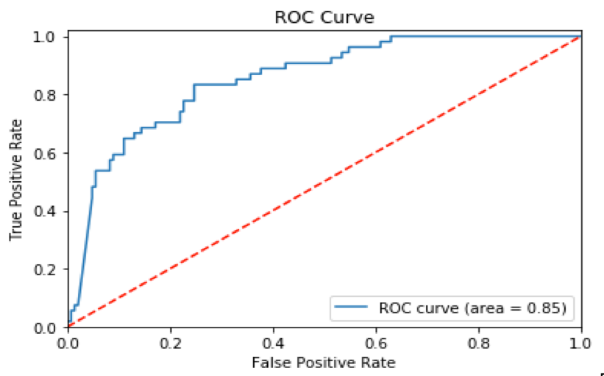 ROC Curve
1.0
0.8
0.6
0.4
0.2
0.0
True Positive Rate
ROC curve (area = 0.85)
0.0 0.2 0.4 0.6 0.8 1.0
False Positive Rate